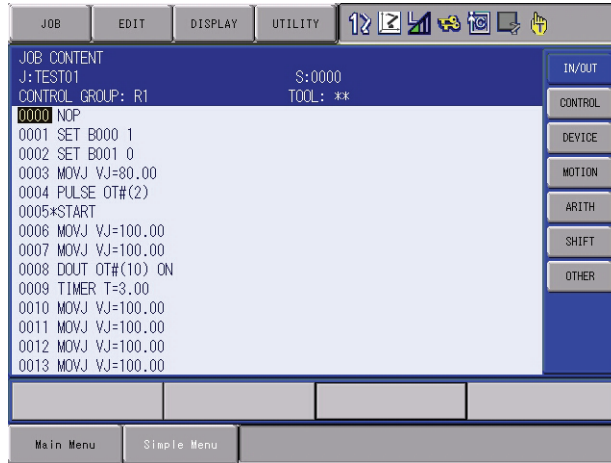 JOB EDIT DISPLAY UTILITY
JOB CONTENT
J:TEST01 S:0000
CONTROL GROUP: R1 TOOL: **
0000 NOP
0001 SET B000 1
0002 SET B001 0
0003 MOVJ VJ=80.00
0004 PULSE OT#(2)
0005*START
0006 MOVJ VJ=100.00
0007 MOVJ VJ=100.00
0008 DOUT OT#(10) ON
0009 TIMER T=3.00
0010 MOVJ VJ=100.00
0011 MOVJ VJ=100.00
0012 MOVJ VJ=100.00
0013 MOVJ VJ=100.00
IN/OUT
CONTROL
DEVICE
MOTION
ARITH
SHIFT
OTHER
Main Menu Simple Menu